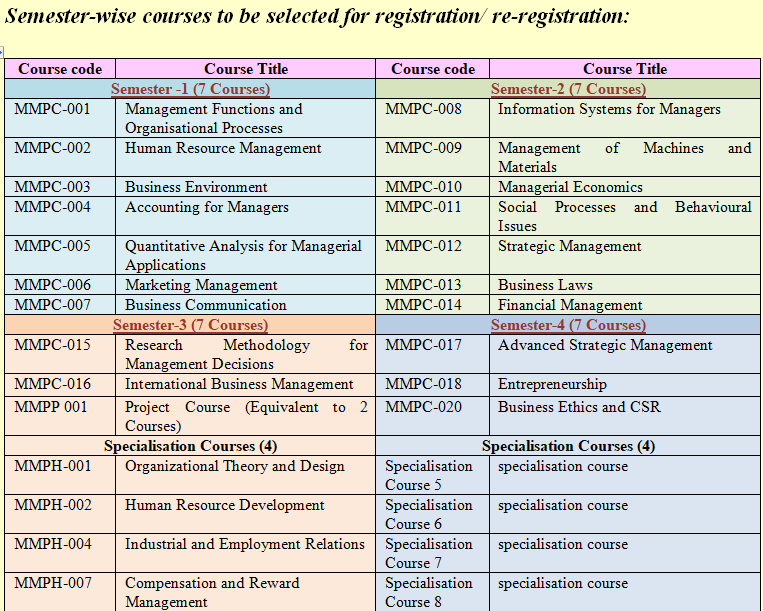 Semester-wise courses to be selected for registration/ re-registration:
Course code Course Title Course code Course Title
Semester -1 (7 Courses) Semester-2 (7 Courses)
MMPC-001 Management Functions and MMPC-008 Information Systems for Managers
Organisational Processes
MMPC-002 Human Resource Management MMPC-009 Management of Machines and
Materials
MMPC-003 Business Environment MMPC-010 Managerial Economics
MMPC-004 Accounting for Managers MMPC-011 Social Processes and Behavioural
Issues
MMPC-005 Quantitative Analysis for Managerial MMPC-012 Strategic Management
Applications
MMPC-006 Marketing Management MMPC-013 Business Laws
MMPC-007 Business Communication MMPC-014 Financial Management
Semester-3 (7 Courses) Semester-4 (7 Courses)
MMPC-015 Research Methodology for MMPC-017 Advanced Strategic Management
Management Decisions
MMPC-016 International Business Management MMPC-018 Entrepreneurship
MMPP 001 Project Course (Equivalent to 2 MMPC-020 Business Ethics and CSR
Courses)
Specialisation Courses (4) Specialisation Courses (4)
MMPH-001 Organizational Theory and Design Specialisation specialisation course
Course 5
MMPH-002 Human Resource Development Specialisation specialisation course
Course 6
MMPH-004 Industrial and Employment Relations Specialisation specialisation course
Course 7
MMPH-007 Compensation and Reward Specialisation specialisation course
Management Course 8